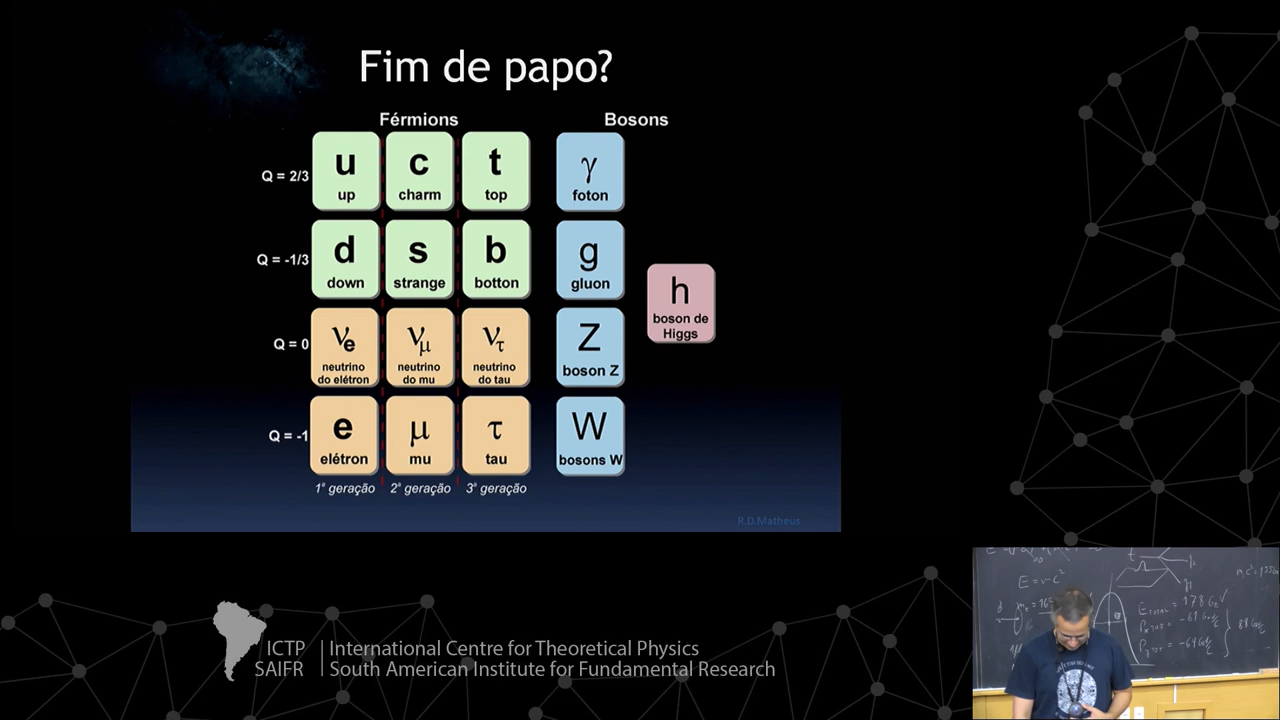 Fim de papo?
Férmions
Bosons
Q = 2/3
u
up
c
charm
t
top
γ
foton
Q = -1/3
d
down
s
strange
b
botton
g
gluon
h
boson de
Higgs
Q = 0
νe
neutrino
do elétron
νμ
neutrino
do mu
ντ
neutrino
do tau
Z
boson Z
Q = -1
e
elétron
μ
mu
τ
tau
W
bosons W
1ª geração
2ª geração
3ª geração
R.D.Matheus
ICTP
SAIFR
International Centre for Theoretical Physics
South American Institute for Fundamental Research
E=mc²